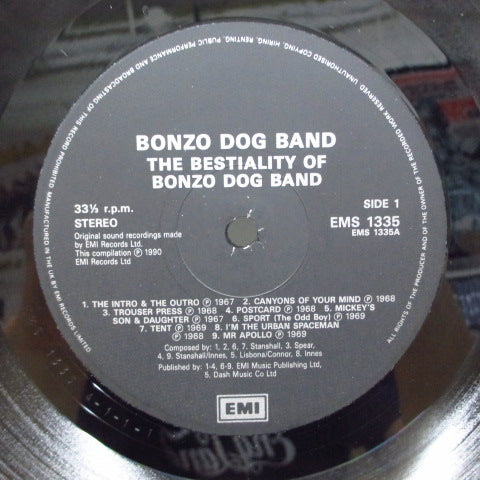 UNAUTHORISED COPYING, HIRING, RENTING, PUBLIC PERFORMANCE AND BROADCASTING OF THIS RECORD PROHIBITED MANUFACTURED IN THE UK BY EMI RECORDS LIMITED
ALL RIGHTS OF THE PRODUCER AND OF THE OWNER OF THE RECORDED WORK RESERVED
BONZO DOG BAND
THE BESTIALITY OF
BONZO DOG BAND
33⅓ r.p.m.
STEREO
SIDE 1
EMS 1335
EMS 1335A
Original sound recordings made
by EMI Records Ltd.
This compilation ℗ 1990
EMI Records Ltd
1. THE INTRO & THE OUTRO ℗ 1967 2. CANYONS OF YOUR MIND ℗ 1968
3. TROUSER PRESS ℗ 1968 4. POSTCARD ℗ 1968 5. MICKEY'S
SON & DAUGHTER ℗ 1967 6. SPORT (The Odd Boy) ℗ 1969
7. TENT ℗ 1969 8. I'M THE URBAN SPACEMAN
℗ 1968 9. MR APOLLO ℗ 1969
Composed by: 1, 2, 6, 7. Stanshall, 3. Spear,
4, 9. Stanshall/Innes, 5. Lisbona/Connor, 8. Innes
Published by: 1-4, 6-9. EMI Music Publishing Ltd,
5. Dash Music Co Ltd
EMI